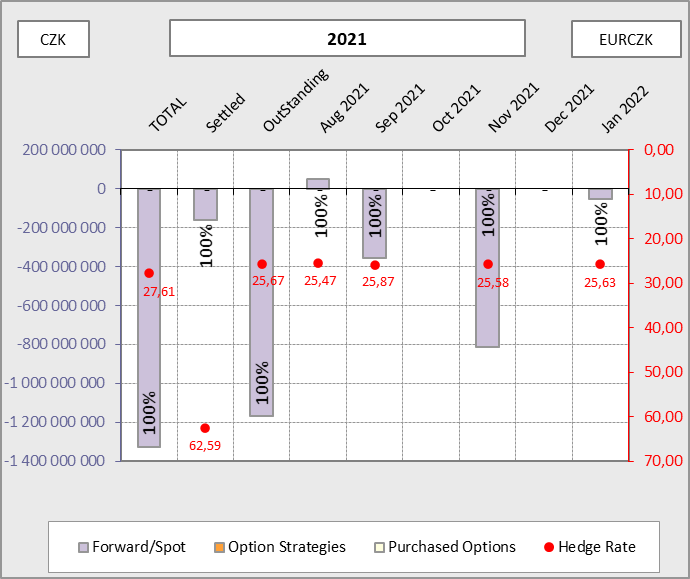 CZK
2021
EURCZK
TOTAL
Settled
OutStanding
Aug 2021
Sep 2021
Oct 2021
Nov 2021
Dec 2021
Jan 2022
200 000 000
0
-200 000 000
-400 000 000
-600 000 000
-800 000 000
-1 000 000 000
-1 200 000 000
-1 400 000 000
0,00
10,00
20,00
30,00
40,00
50,00
60,00
70,00
100%
100%
100%
100%
100%
100%
100%
27,61
62,59
25,67
25,47
25,87
25,58
25,63
Forward/Spot
Option Strategies
Purchased Options
Hedge Rate